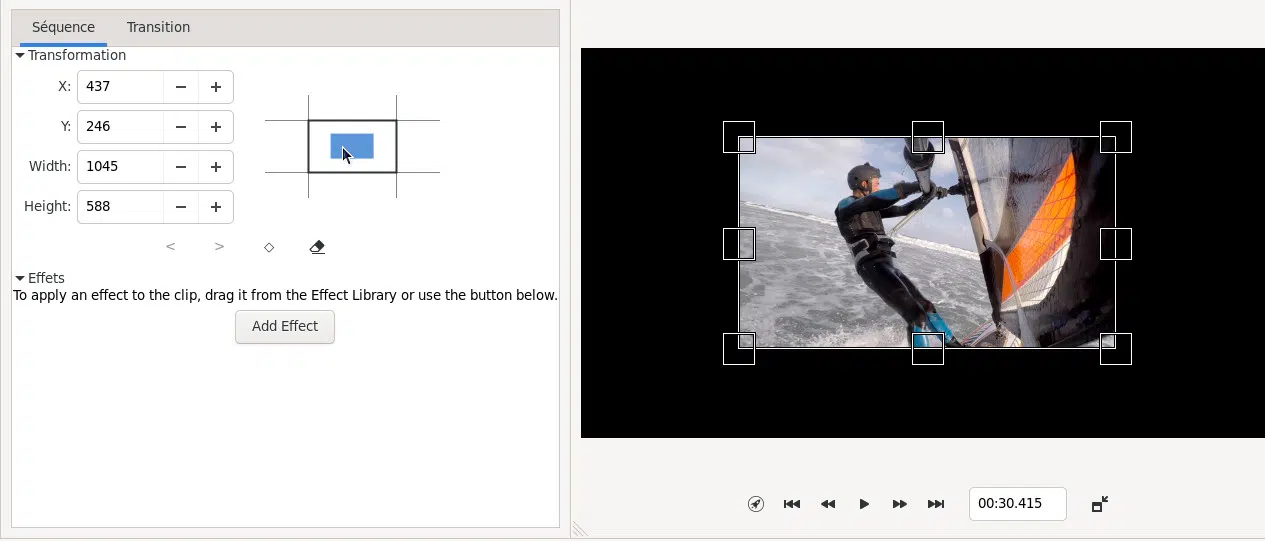 Séquence Transition
Transformation
X: 437
Y: 246
Width: 1045
Height: 588
Effets
To apply an effect to the clip, drag it from the Effect Library or use the button below.
Add Effect
00:30.415